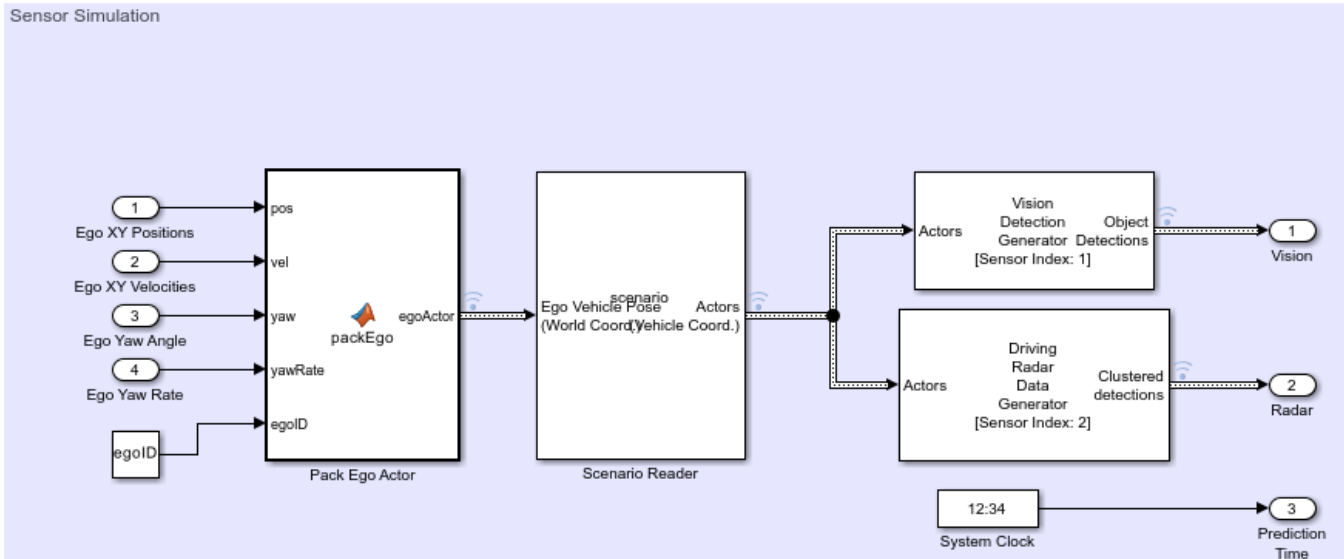 Sensor Simulation
1
Ego XY Positions
2
Ego XY Velocities
3
Ego Yaw Angle
4
Ego Yaw Rate
egoID
pos
vel
yaw
yawRate
egoID
packEgo
egoActor
Pack Ego Actor
Ego Vehicle Pose
(World Coord.)
scenario
Actors
(Vehicle Coord.)
Scenario Reader
Actors
Vision
Detection
Generator
[Sensor Index: 1]
Object
Detections
1
Vision
Actors
Driving
Radar
Data
Generator
[Sensor Index: 2]
Clustered
detections
2
Radar
12:34
System Clock
3
Prediction
Time